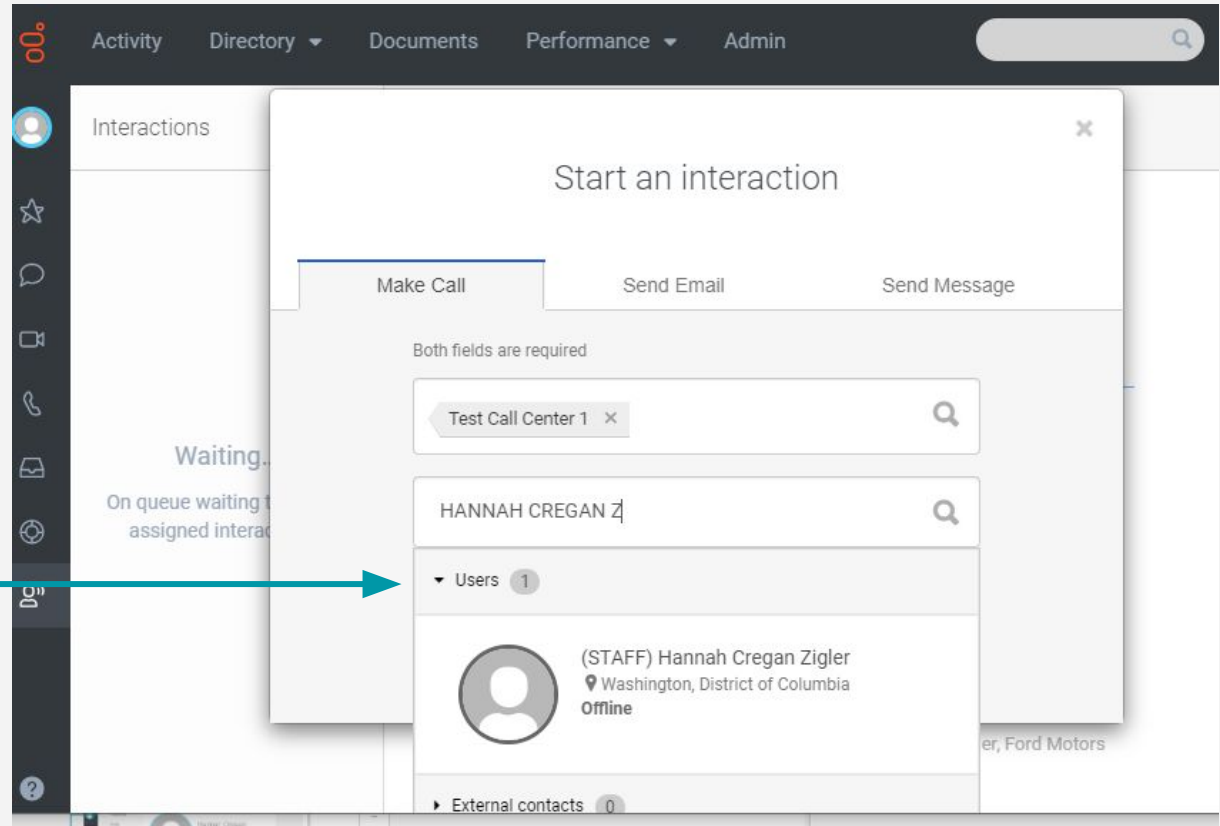 Activity Directory Documents Performance Admin
Interactions
Start an interaction
Make Call Send Email Send Message
Both fields are required
Test Call Center 1 ×
Waiting..
On queue waiting t
assigned interac
HANNAH CREGAN Z
Users 1
(STAFF) Hannah Cregan Zigler
Washington, District of Columbia
Offline
er, Ford Motors
External contacts 0